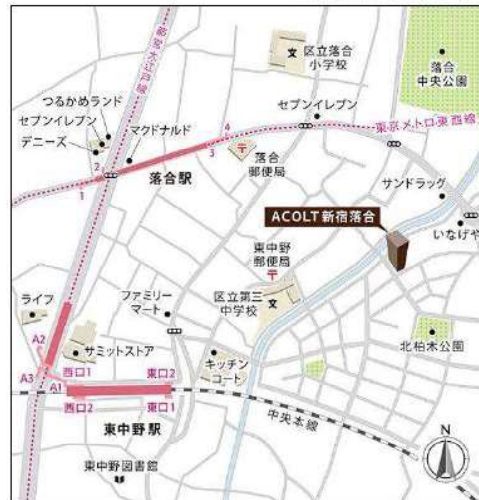 都営大江戸線
区立落合
小学校
落合
中央公園
つるかめランド
セブンイレブン
デニーズ
マクドナルド
セブンイレブン
東京メトロ東西線
1
2
3
4
落合駅
落合
郵便局
サンドラッグ
ACOLT新宿落合
いなげや
東中野
郵便局
ライフ
ファミリー
マート
区立第三
中学校
文
文
北柏木公園
A2
サミットストア
キッチン
コート
A3
A1
西口1
東口2
西口2
東口1
東中野駅
中央本線
東中野図書館
N